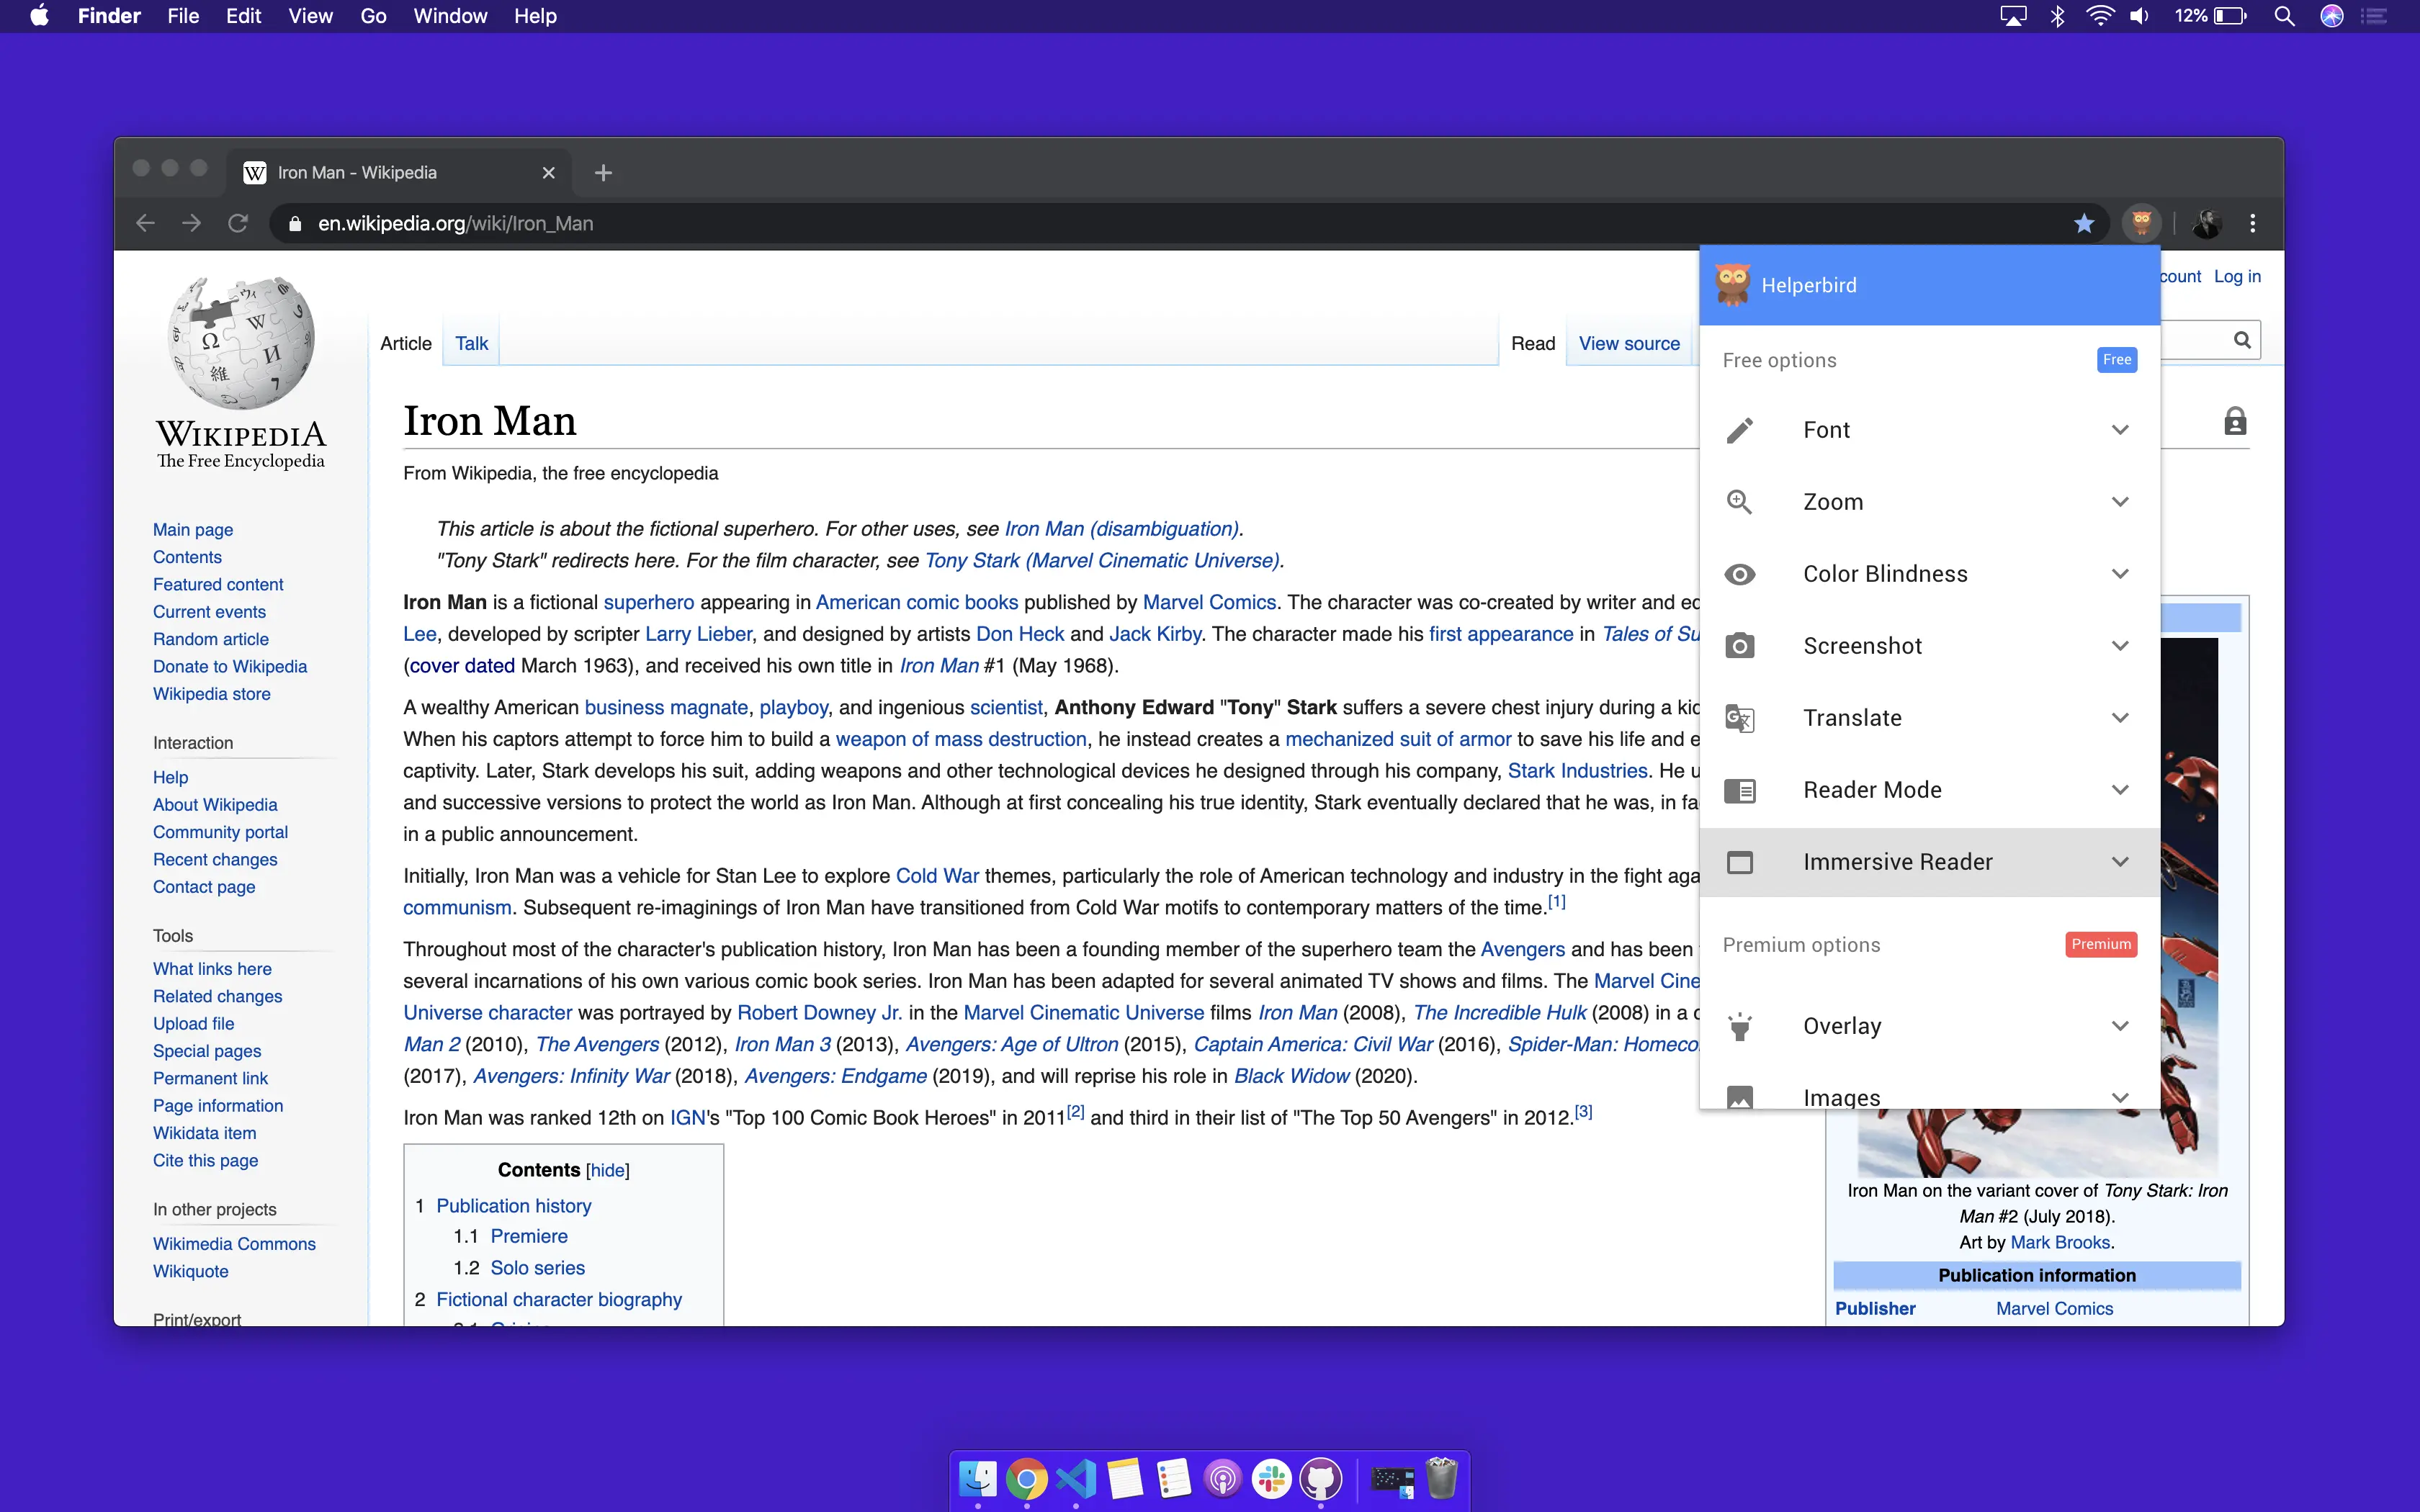 Finder File Edit View Go Window Help
12%
Iron Man - Wikipedia
en.wikipedia.org/wiki/Iron_Man
WIKIPEDIA
The Free Encyclopedia
Main page
Contents
Featured content
Current events
Random article
Donate to Wikipedia
Wikipedia store
Interaction
Help
About Wikipedia
Community portal
Recent changes
Contact page
Tools
What links here
Related changes
Upload file
Special pages
Permanent link
Page information
Wikidata item
Cite this page
In other projects
Wikimedia Commons
Wikiquote
Print/export
Article Talk
Read View source
count Log in
Iron Man
From Wikipedia, the free encyclopedia
This article is about the fictional superhero. For other uses, see Iron Man (disambiguation).
"Tony Stark" redirects here. For the film character, see Tony Stark (Marvel Cinematic Universe).
Iron Man is a fictional superhero appearing in American comic books published by Marvel Comics. The character was co-created by writer and ed
Lee, developed by scripter Larry Lieber, and designed by artists Don Heck and Jack Kirby. The character made his first appearance in Tales of Su
(cover dated March 1963), and received his own title in Iron Man #1 (May 1968).
A wealthy American business magnate, playboy, and ingenious scientist, Anthony Edward "Tony" Stark suffers a severe chest injury during a kid
When his captors attempt to force him to build a weapon of mass destruction, he instead creates a mechanized suit of armor to save his life and e
captivity. Later, Stark develops his suit, adding weapons and other technological devices he designed through his company, Stark Industries. He u
and successive versions to protect the world as Iron Man. Although at first concealing his true identity, Stark eventually declared that he was, in fa
in a public announcement.
Initially, Iron Man was a vehicle for Stan Lee to explore Cold War themes, particularly the role of American technology and industry in the fight aga
communism. Subsequent re-imaginings of Iron Man have transitioned from Cold War motifs to contemporary matters of the time.[1]
Throughout most of the character's publication history, Iron Man has been a founding member of the superhero team the Avengers and has been
several incarnations of his own various comic book series. Iron Man has been adapted for several animated TV shows and films. The Marvel Cine
Universe character was portrayed by Robert Downey Jr. in the Marvel Cinematic Universe films Iron Man (2008), The Incredible Hulk (2008) in a c
Man 2 (2010), The Avengers (2012), Iron Man 3 (2013), Avengers: Age of Ultron (2015), Captain America: Civil War (2016), Spider-Man: Homeco
(2017), Avengers: Infinity War (2018), Avengers: Endgame (2019), and will reprise his role in Black Widow (2020).
Iron Man was ranked 12th on IGN's "Top 100 Comic Book Heroes" in 2011[2] and third in their list of "The Top 50 Avengers" in 2012.[3]
Contents [hide]
1 Publication history
1.1 Premiere
1.2 Solo series
2 Fictional character biography
Helperbird
Free options Free
Font
Zoom
Color Blindness
Screenshot
Translate
Reader Mode
Immersive Reader
Premium options Premium
Overlay
Images
Iron Man on the variant cover of Tony Stark: Iron
Man #2 (July 2018).
Art by Mark Brooks.
Publication information
Publisher Marvel Comics